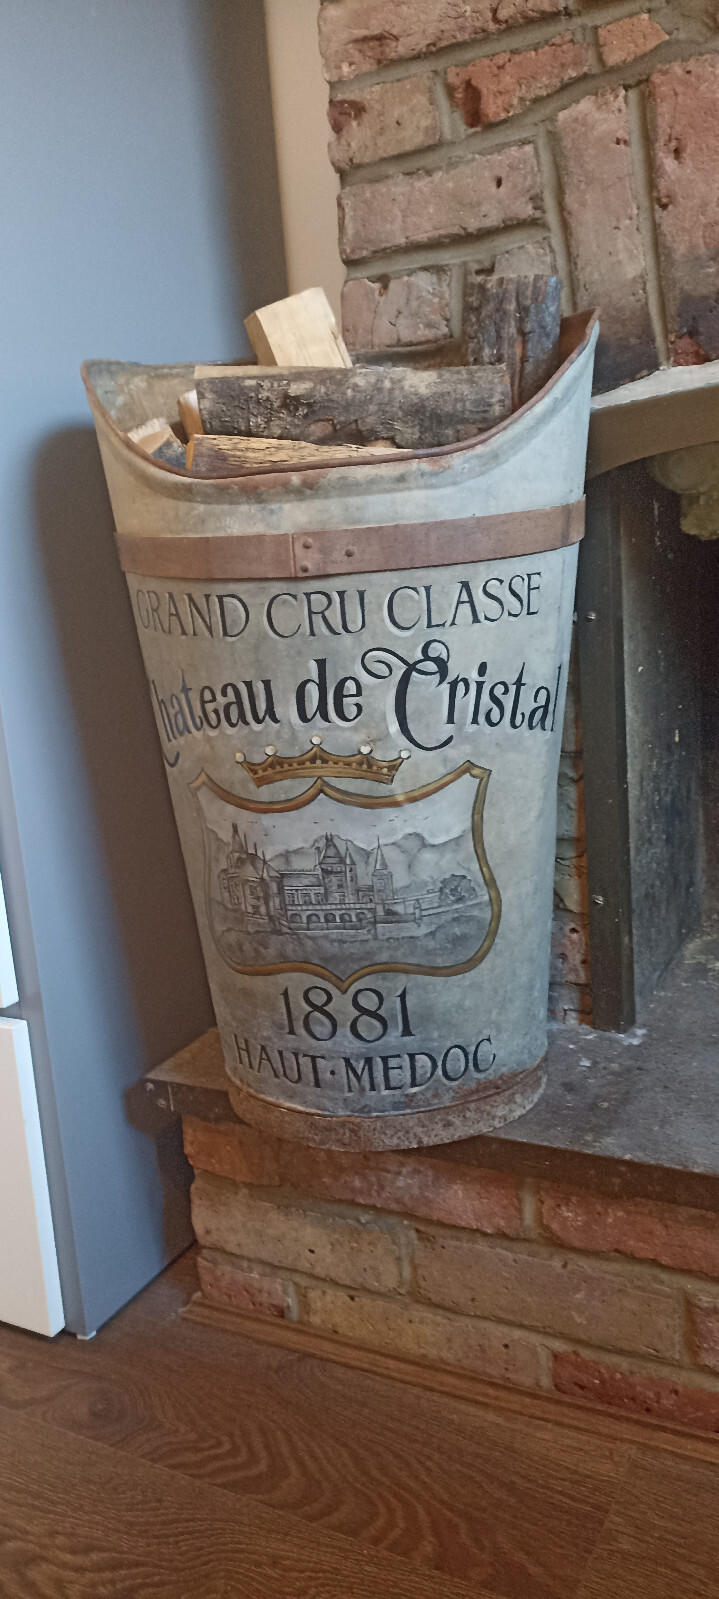 GRAND CRU CLASSE
Chateau de Cristal
1881
HAUT·MEDOC